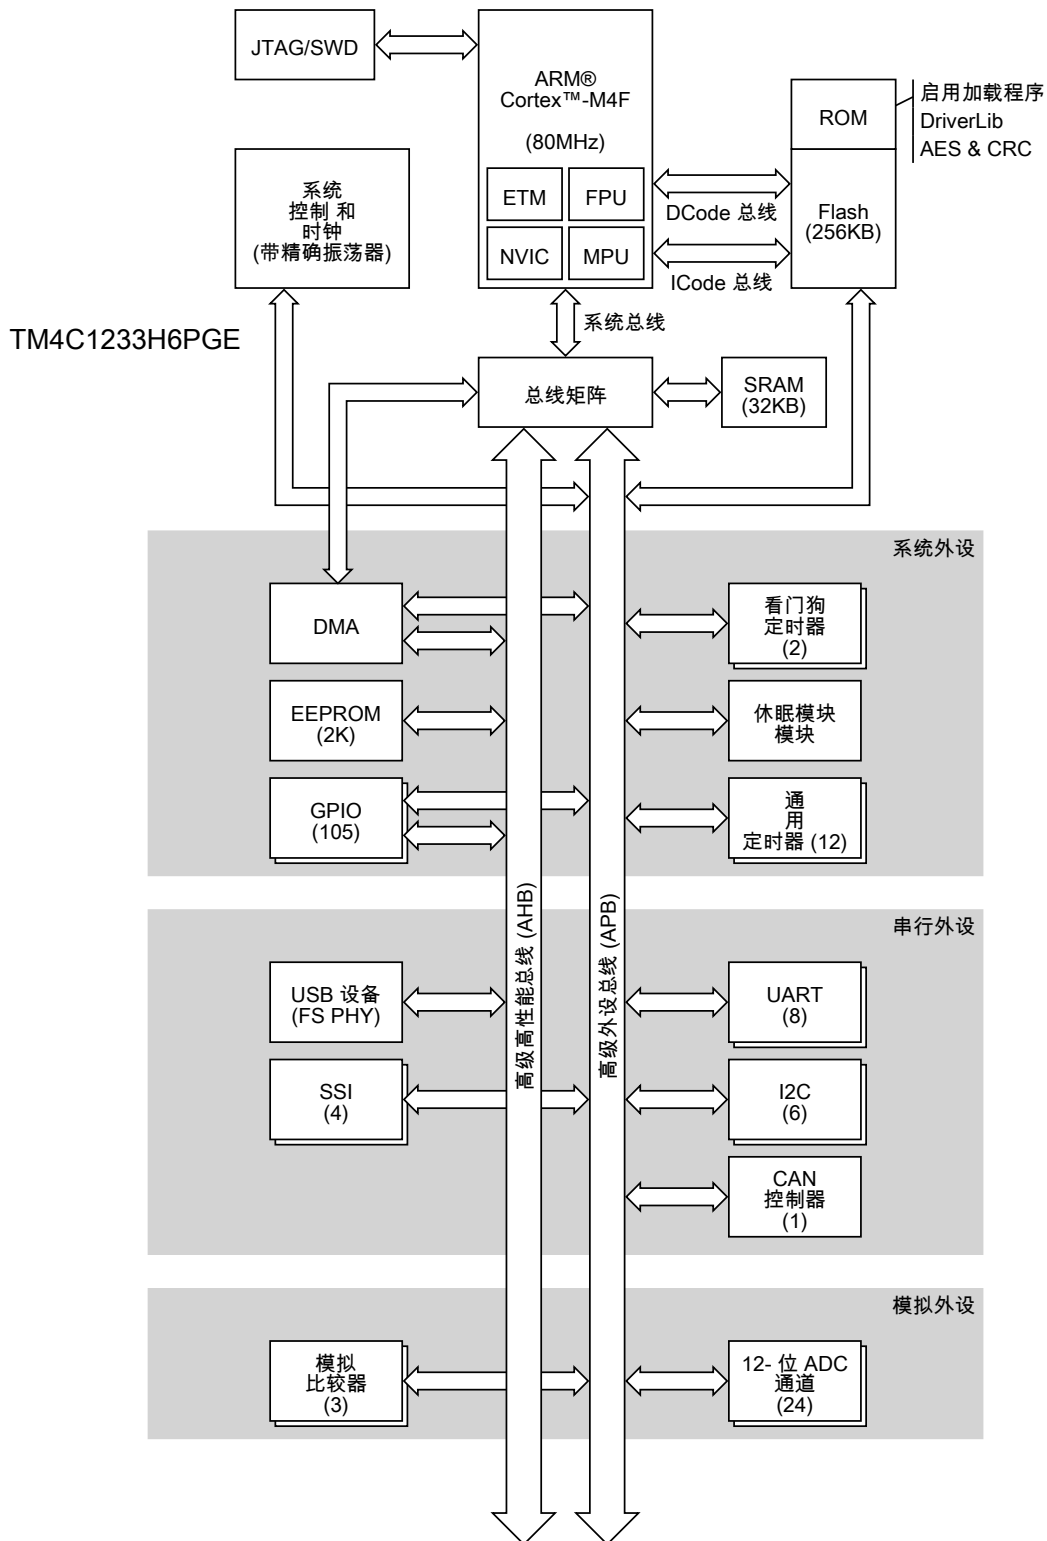 JTAG/SWD
ARM®
Cortex™-M4F
(80MHz)
ETM
FPU
NVIC
MPU
ROM
启用加载程序
DriverLib
AES & CRC
Flash
(256KB)
DCode 总线
ICode 总线
系统
控制 和
时钟
(带精确振荡器)
TM4C1233H6PGE
系统总线
总线矩阵
SRAM
(32KB)
系统外设
DMA
看门狗
定时器
(2)
EEPROM
(2K)
休眠模块
模块
GPIO
(105)
通
用
定时器 (12)
高级高性能总线 (AHB)
高级外设总线 (APB)
串行外设
USB 设备
(FS PHY)
UART
(8)
SSI
(4)
I2C
(6)
CAN
控制器
(1)
模拟外设
模拟
比较器
(3)
12- 位 ADC
通道
(24)